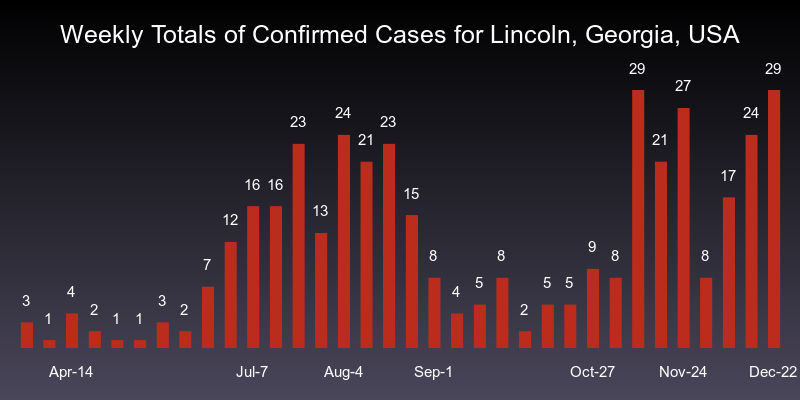 Weekly Totals of Confirmed Cases for Lincoln, Georgia, USA
3 1 4 2 1 1 3 2 7 12 16 16 23 13 24 21 23 15 8 4 5 8 2 5 5 9 8 29 21 27 8 17 24 29
Apr-14 Jul-7 Aug-4 Sep-1 Oct-27 Nov-24 Dec-22